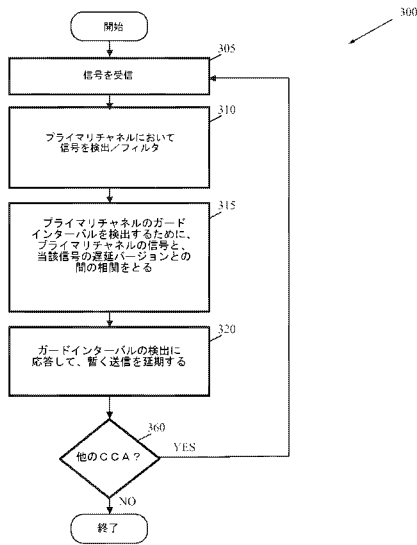 開始
300
305
信号を受信
310
プライマリチャネルにおいて
信号を検出/フィルタ
315
プライマリチャネルのガード
インターバルを検出するために、
プライマリチャネルの信号と、
当該信号の遅延バージョンとの
間の相関をとる
320
ガードインターバルの検出に
応答して、暫く送信を延期する
360
他のCCA?
YES
NO
終了